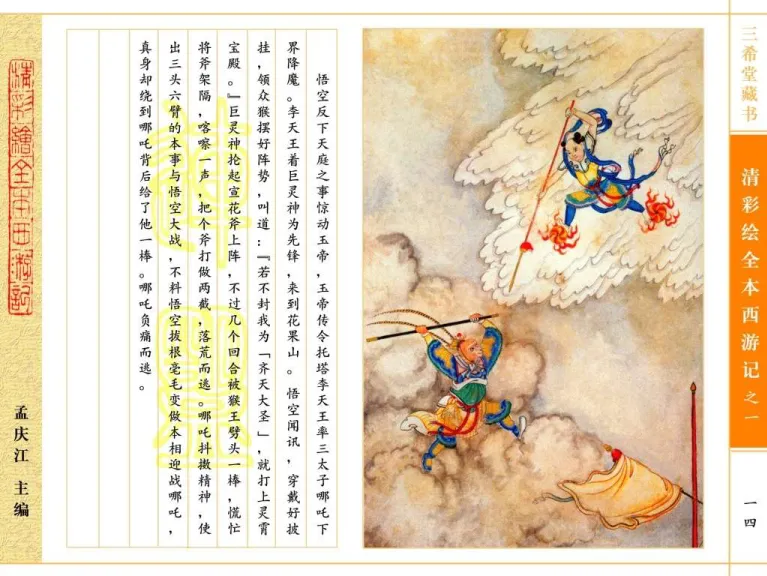 三希堂藏书
清彩绘全本西游记之一
一四
悟空反下天庭之事惊动玉帝，玉帝传令托塔李天王率三太子哪吒下
界降魔。李天王着巨灵神为先锋，来到花果山。悟空闻讯，穿戴好披
挂，领众猴摆好阵势，叫道：『若不封我为「齐天大圣」，就打上灵霄
宝殿。』巨灵神抡起宣花斧上阵，不过几个回合被猴王劈头一棒，慌忙
将斧架隔，喀嚓一声，把个斧打做两截，落荒而逃。哪吒抖擞精神，使
出三头六臂的本事与悟空大战，不料悟空拔根毫毛变做本相迎战哪吒，
真身却绕到哪吒背后给了他一棒。哪吒负痛而逃。
清彩繪全本西游記
孟庆江 主编